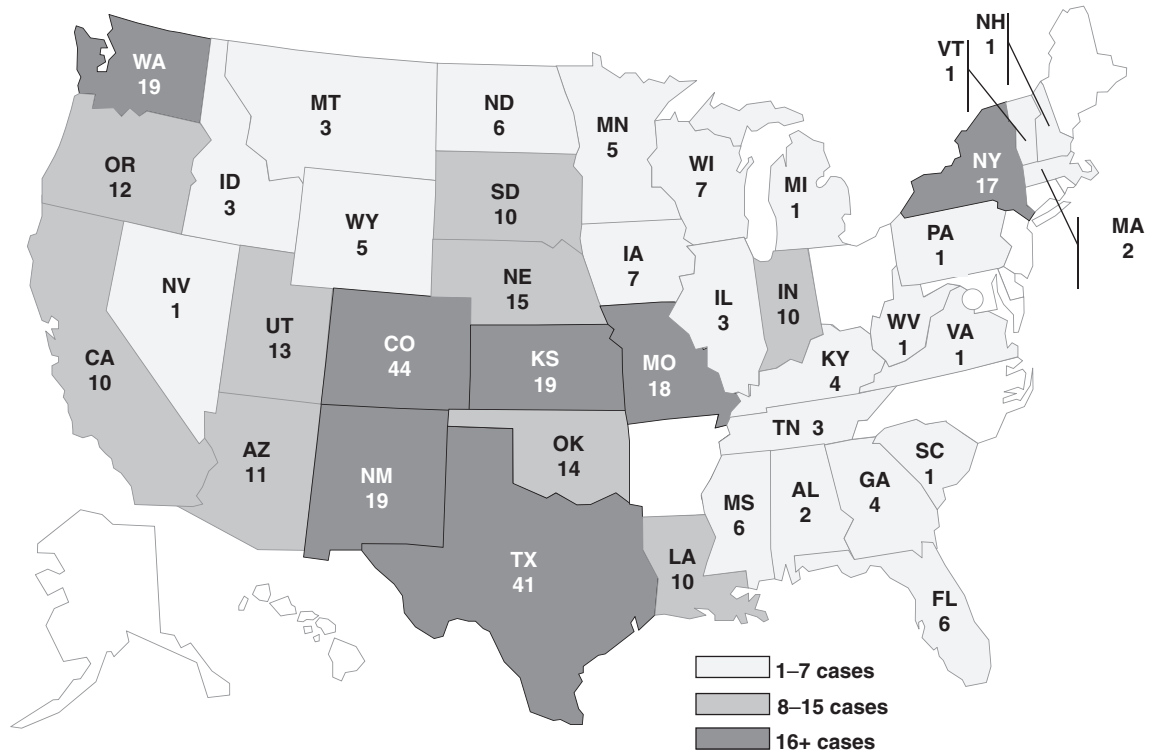 NH
1
VT
1
WA
19
MT
3
ND
6
MN
5
OR
12
ID
3
WY
5
SD
10
WI
7
MI
1
NY
17
MA
2
NV
1
UT
13
NE
15
IA
7
PA
1
CA
10
CO
44
KS
19
MO
18
IL
3
IN
10
WV
1
VA
1
KY
4
AZ
11
NM
19
OK
14
TN 3
SC
1
GA
4
AL
2
MS
6
TX
41
LA
10
FL
6
1–7 cases
8–15 cases
16+ cases